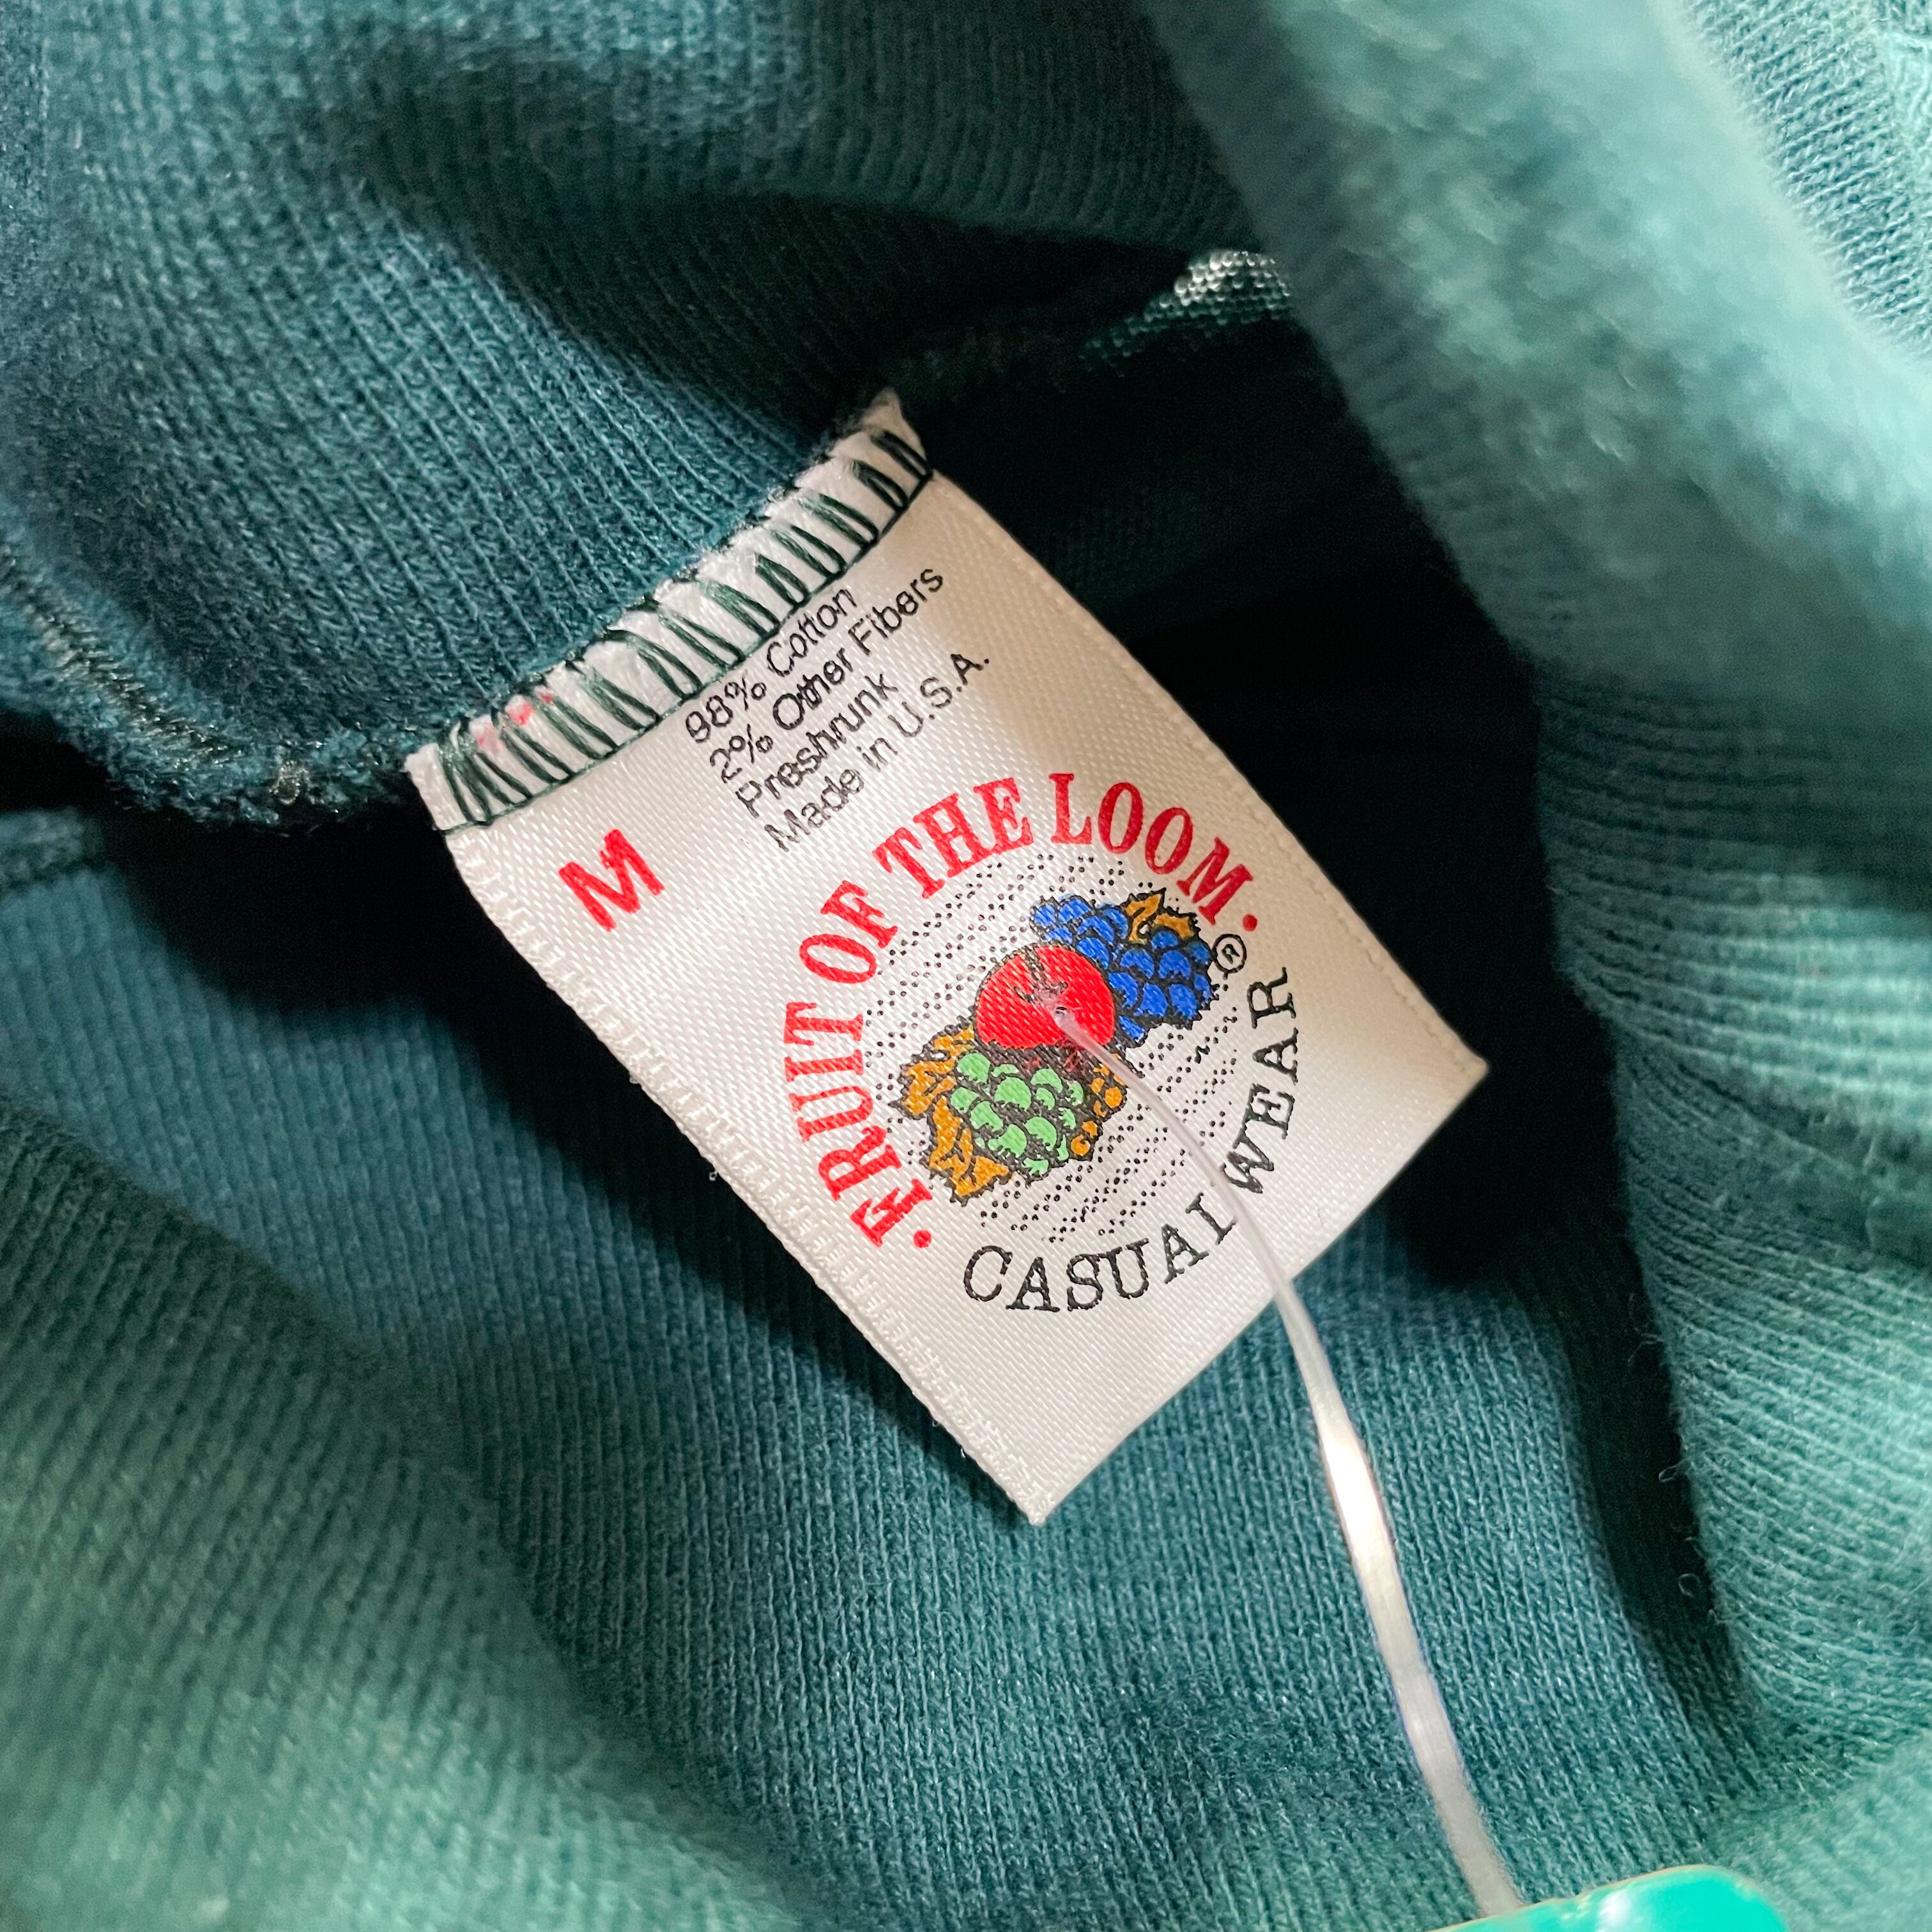 98% Cotton
2% Other Fibers
Preshrunk
Made in U.S.A.
M
•FRUIT OF THE LOOM•
®
CASUAL WEAR